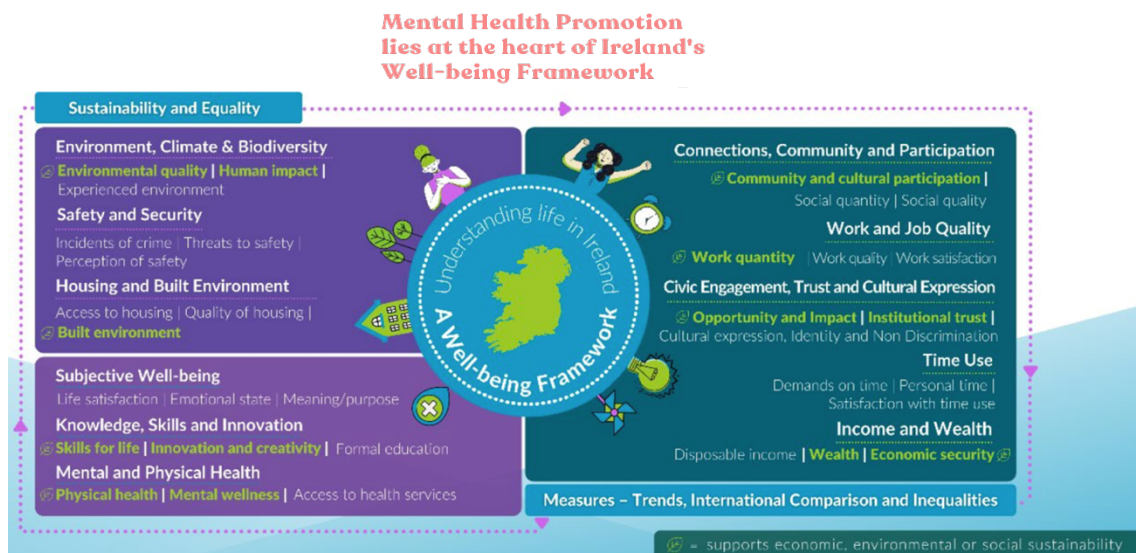 Mental Health Promotion
lies at the heart of Ireland's
Well-being Framework
Sustainability and Equality
Environment, Climate & Biodiversity
Environmental quality | Human impact |
Experienced environment
Safety and Security
Incidents of crime | Threats to safety |
Perception of safety
Housing and Built Environment
Access to housing | Quality of housing |
Built environment
Subjective Well-being
Life satisfaction | Emotional state | Meaning/purpose
Knowledge, Skills and Innovation
Skills for life | Innovation and creativity | Formal education
Mental and Physical Health
Physical health | Mental wellness | Access to health services
Understanding life in Ireland
A Well-being Framework
Connections, Community and Participation
Community and cultural participation |
Social quantity | Social quality
Work and Job Quality
Work quantity | Work quality | Work satisfaction
Civic Engagement, Trust and Cultural Expression
Opportunity and Impact | Institutional trust |
Cultural expression, Identity and Non Discrimination
Time Use
Demands on time | Personal time |
Satisfaction with time use
Income and Wealth
Disposable income | Wealth | Economic security
Measures – Trends, International Comparison and Inequalities
= supports economic, environmental or social sustainability